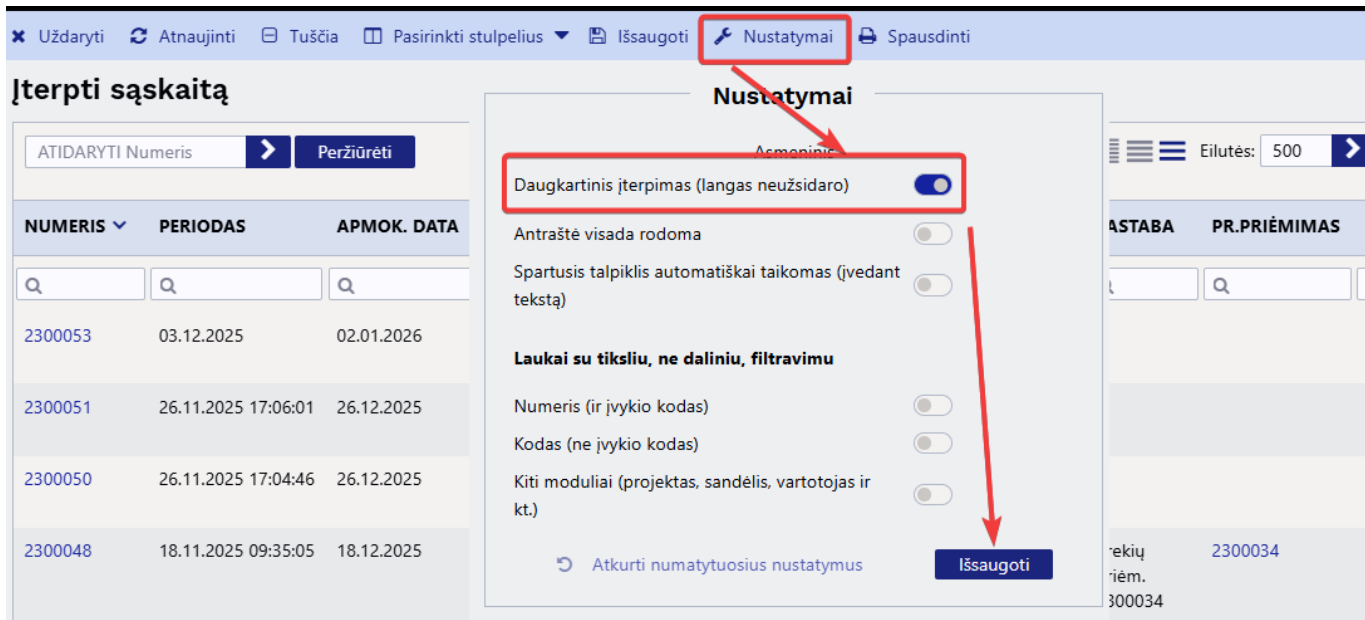 Uždaryti Atnaujinti Tuščia Pasirinkti stulpelius Išsaugoti Nustatymai Spausdinti
Įterpti sąskaitą
ATIDARYTI Numeris Peržiūrėti
Eilutės: 500
NUMERIS PERIODAS APMOK. DATA
ASTABA PR.PRIĖMIMAS
2300053 03.12.2025 02.01.2026
2300051 26.11.2025 17:06:01 26.12.2025
2300050 26.11.2025 17:04:46 26.12.2025
2300048 18.11.2025 09:35:05 18.12.2025
rekių 2300034
riėm.
300034
Nustatymai
Asmeninis
Daugkartinis įterpimas (langas neužsidaro)
Antraštė visada rodoma
Spartusis talpiklis automatiškai taikomas (įvedant
tekstą)
Laukai su tiksliu, ne daliniu, filtravimu
Numeris (ir įvykio kodas)
Kodas (ne įvykio kodas)
Kiti moduliai (projektas, sandėlis, vartotojas ir
kt.)
Atkurti numatytuosius nustatymus Išsaugoti